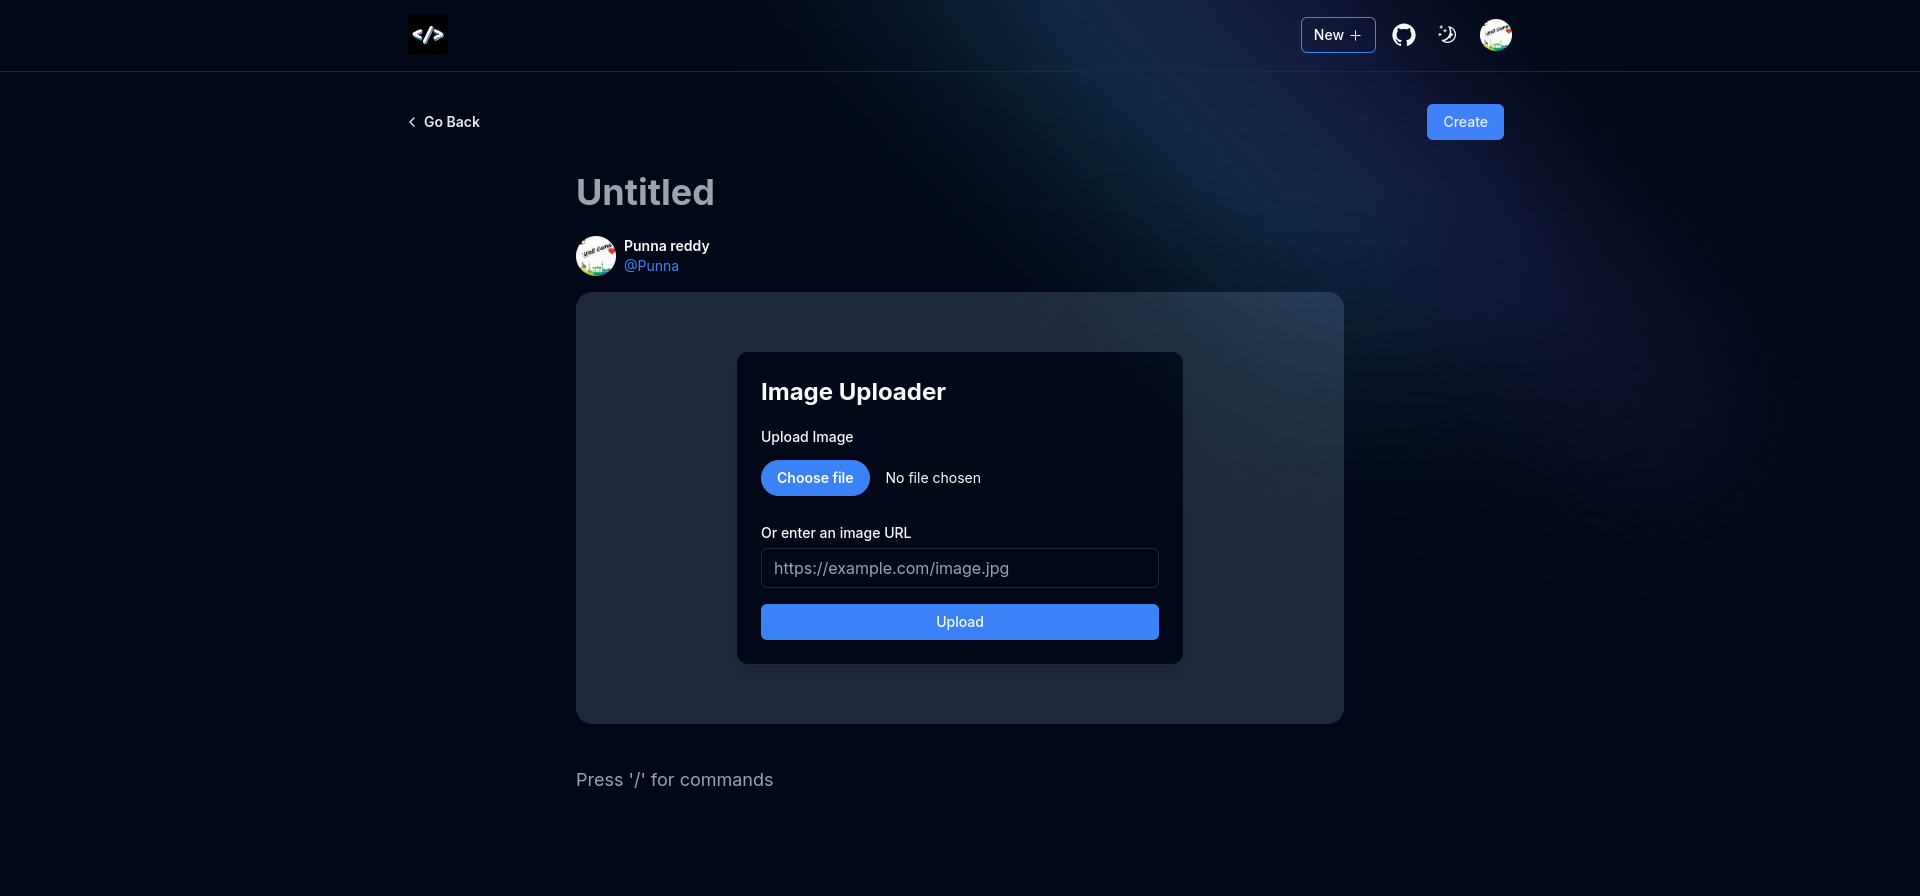 </>
New +
Go Back
Create
Untitled
Punna reddy
@Punna
Image Uploader
Upload Image
Choose file No file chosen
Or enter an image URL
https://example.com/image.jpg
Upload
Press '/' for commands